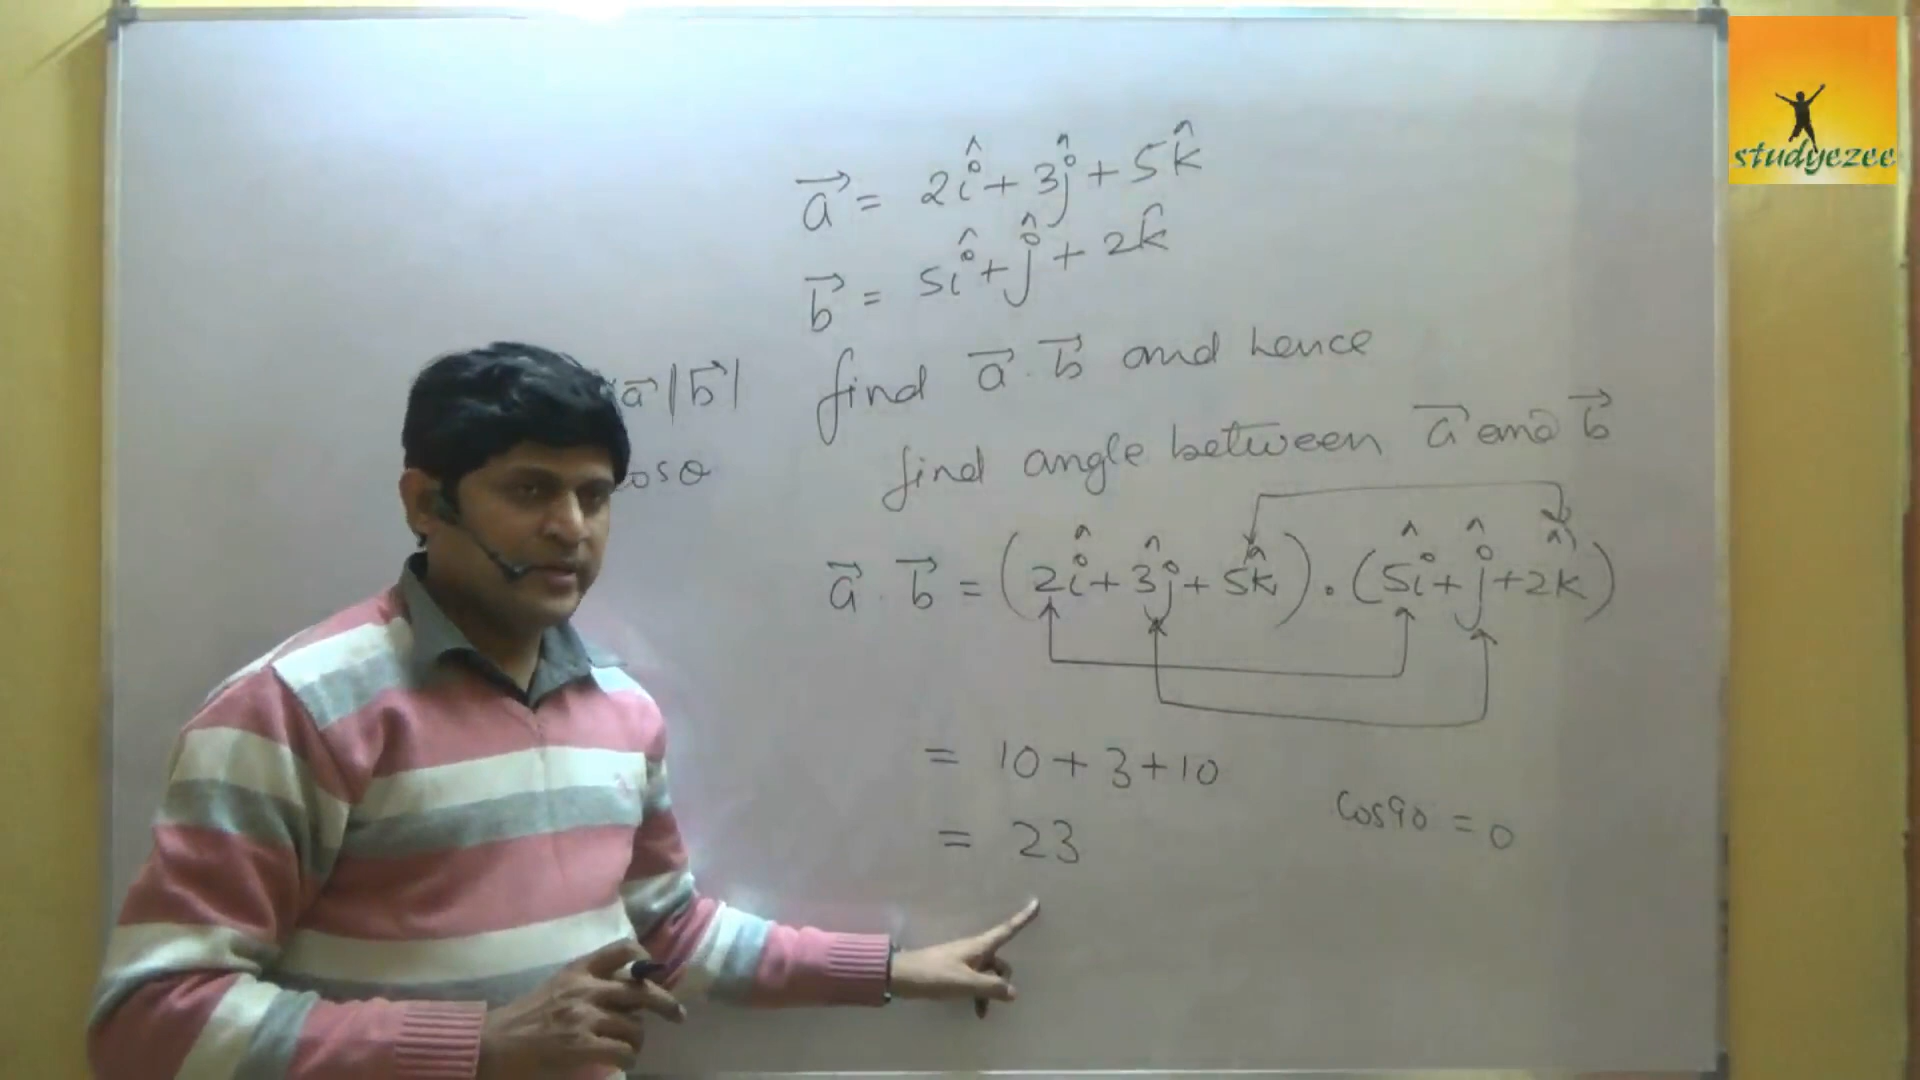 studyezee
a⃗ = 2î + 3ĵ + 5k̂
b⃗ = 5î + ĵ + 2k̂
find a⃗ . b⃗ and hence
find angle between a⃗ and b⃗
a⃗ | b⃗ |
cosθ
a⃗ . b⃗ = (2î + 3ĵ + 5k̂) . (5î + ĵ + 2k̂)
= 10 + 3 + 10
= 23
Cos90 = 0